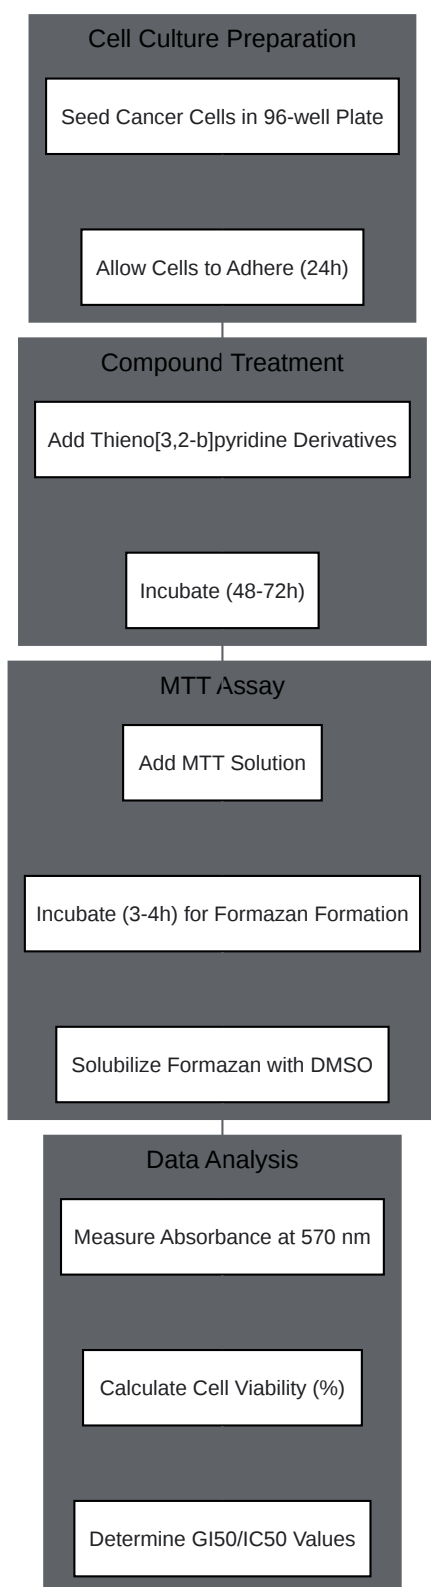 Cell Culture Preparation
Seed Cancer Cells in 96-well Plate
Allow Cells to Adhere (24h)
Compound Treatment
Add Thieno[3,2-b]pyridine Derivatives
Incubate (48-72h)
MTT Assay
Add MTT Solution
Incubate (3-4h) for Formazan Formation
Solubilize Formazan with DMSO
Data Analysis
Measure Absorbance at 570 nm
Calculate Cell Viability (%)
Determine GI50/IC50 Values